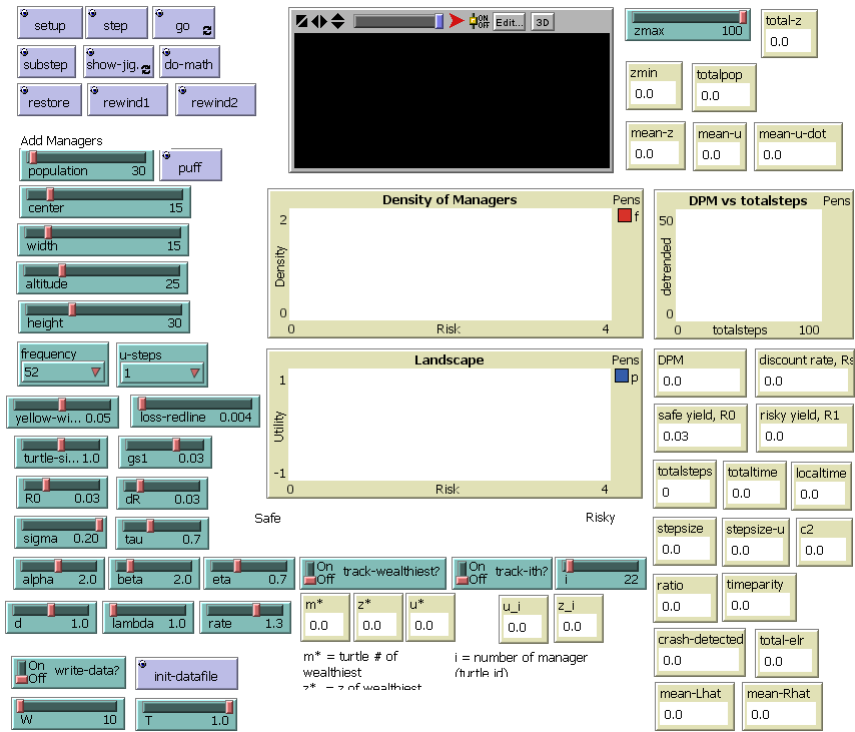 setup
step
go
substep
show-jig.
do-math
restore
rewind1
rewind2
Add Managers
population 30
puff
center 15
width 15
altitude 25
height 30
frequency
52
u-steps
1
yellow-wi... 0.05
loss-redline 0.004
turtle-si... 1.0
gs1 0.03
R0 0.03
dR 0.03
sigma 0.20
tau 0.7
alpha 2.0
beta 2.0
eta 0.7
d 1.0
lambda 1.0
rate 1.3
On
Off
write-data?
init-datafile
W 10
T 1.0
ON
OFF
Edit...
3D
Density of Managers
Pens
f
2
Density
0
0
Risk
4
Landscape
Pens
p
1
Utility
-1
0
Risk
4
Safe
Risky
On
Off
track-wealthiest?
On
Off
track-ith?
i 22
m*
0.0
z*
0.0
u*
0.0
u_i
0.0
z_i
0.0
m* = turtle # of
wealthiest
z* = z of wealthiest
i = number of manager
(turtle id)
zmax 100
total-z
0.0
zmin
0.0
totalpop
0.0
mean-z
0.0
mean-u
0.0
mean-u-dot
0.0
DPM vs totalsteps
Pens
50
detrended
0
0
totalsteps
100
DPM
0.0
discount rate, Rs
0.0
safe yield, R0
0.03
risky yield, R1
0.0
totalsteps
0
totaltime
0.0
localtime
0.0
stepsize
0.0
stepsize-u
0.0
c2
0.0
ratio
0.0
timeparity
0.0
crash-detected
0.0
total-elr
0.0
mean-Lhat
0.0
mean-Rhat
0.0